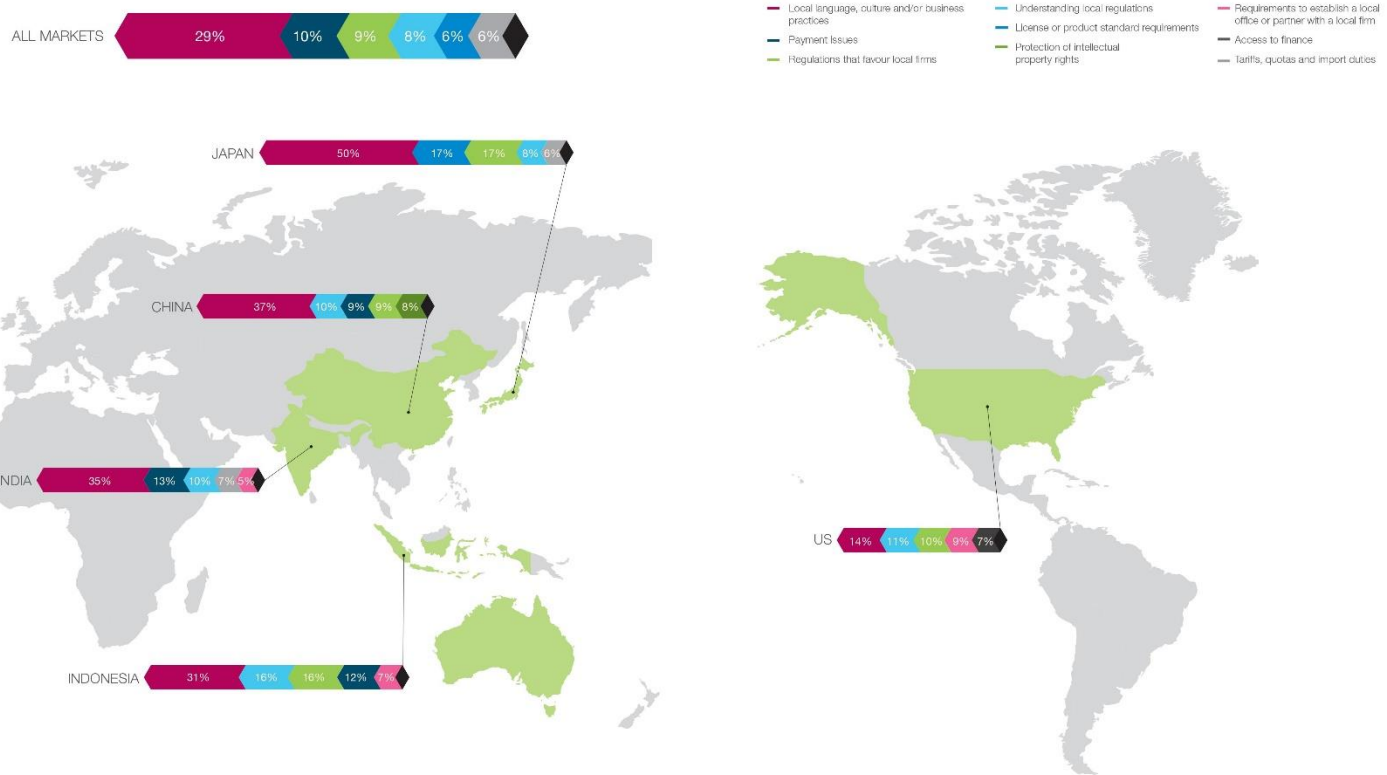 ALL MARKETS 29% 10% 9% 8% 6% 6%
Local language, culture and/or business
practices
Payment Issues
Regulations that favour local firms
Understanding local regulations
License or product standard requirements
Protection of intellectual
property rights
Requirements to establish a local
office or partner with a local firm
Access to finance
Tariffs, quotas and import duties
JAPAN 50% 17% 17% 8% 6%
CHINA 37% 10% 9% 9% 8%
NDIA 35% 13% 10% 7% 5%
US 14% 11% 10% 9% 7%
INDONESIA 31% 16% 16% 12% 7%